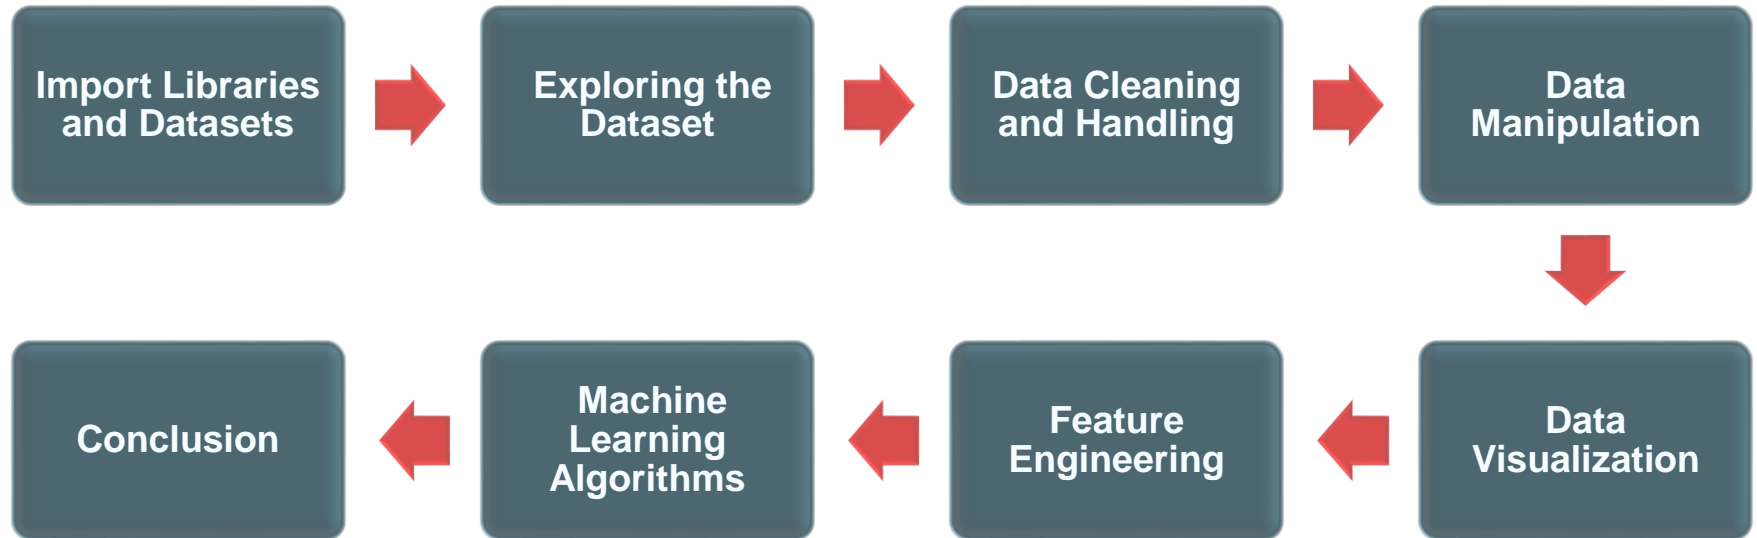 Import Libraries
and Datasets
Exploring the
Dataset
Data Cleaning
and Handling
Data
Manipulation
Data
Visualization
Feature
Engineering
Machine
Learning
Algorithms
Conclusion